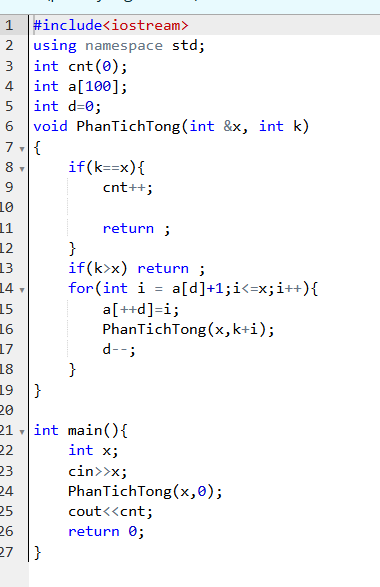 1 #include<iostream>
2 using namespace std;
3 int cnt(0);
4 int a[100];
5 int d=0;
6 void PhanTichTong(int &x, int k)
7 {
8 if(k==x){
9 cnt++;
10
11 return ;
12 }
13 if(k>x) return ;
14 for(int i = a[d]+1;i<=x;i++){
15 a[++d]=i;
16 PhanTichTong(x,k+i);
17 d--;
18 }
19 }
20
21 int main(){
22 int x;
23 cin>>x;
24 PhanTichTong(x,0);
25 cout<<cnt;
26 return 0;
27 }